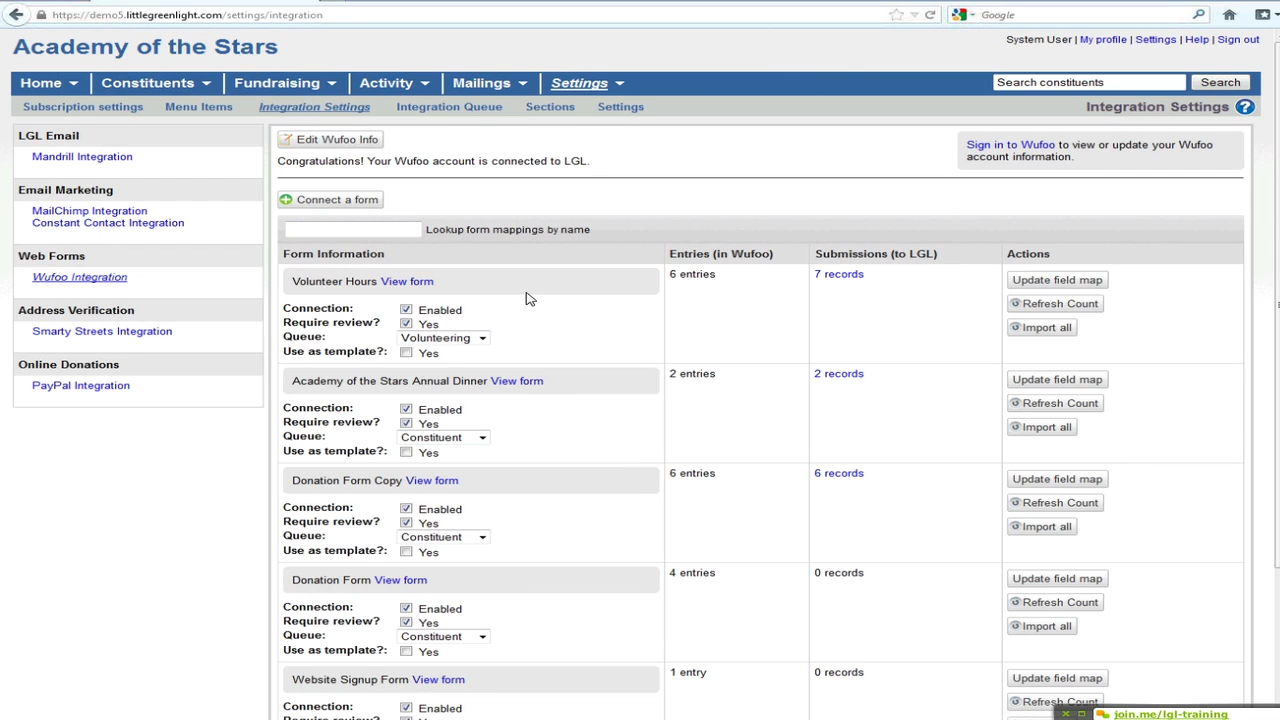 https://demo5.littlegreenlight.com/settings/integration
Google
Academy of the Stars
System User | My profile | Settings | Help | Sign out
Home Constituents Fundraising Activity Mailings Settings
Search constituents Search
Subscription settings Menu Items Integration Settings Integration Queue Sections Settings
Integration Settings ?
LGL Email
Mandrill Integration
Email Marketing
MailChimp Integration
Constant Contact Integration
Web Forms
Wufoo Integration
Address Verification
Smarty Streets Integration
Online Donations
PayPal Integration
Edit Wufoo Info
Congratulations! Your Wufoo account is connected to LGL.
Sign in to Wufoo to view or update your Wufoo
account information.
Connect a form
Lookup form mappings by name
Form Information Entries (in Wufoo) Submissions (to LGL) Actions
Volunteer Hours View form
6 entries
7 records
Update field map
Refresh Count
Import all
Connection: Enabled
Require review? Yes
Queue: Volunteering
Use as template?: Yes
Academy of the Stars Annual Dinner View form
2 entries
2 records
Update field map
Refresh Count
Import all
Connection: Enabled
Require review? Yes
Queue: Constituent
Use as template?: Yes
Donation Form Copy View form
6 entries
6 records
Update field map
Refresh Count
Import all
Connection: Enabled
Require review? Yes
Queue: Constituent
Use as template?: Yes
Donation Form View form
4 entries
0 records
Update field map
Refresh Count
Import all
Connection: Enabled
Require review? Yes
Queue: Constituent
Use as template?: Yes
Website Signup Form View form
1 entry
0 records
Update field map
Refresh Count
Connection: Enabled
Require review? Yes
join.me/lgl-training